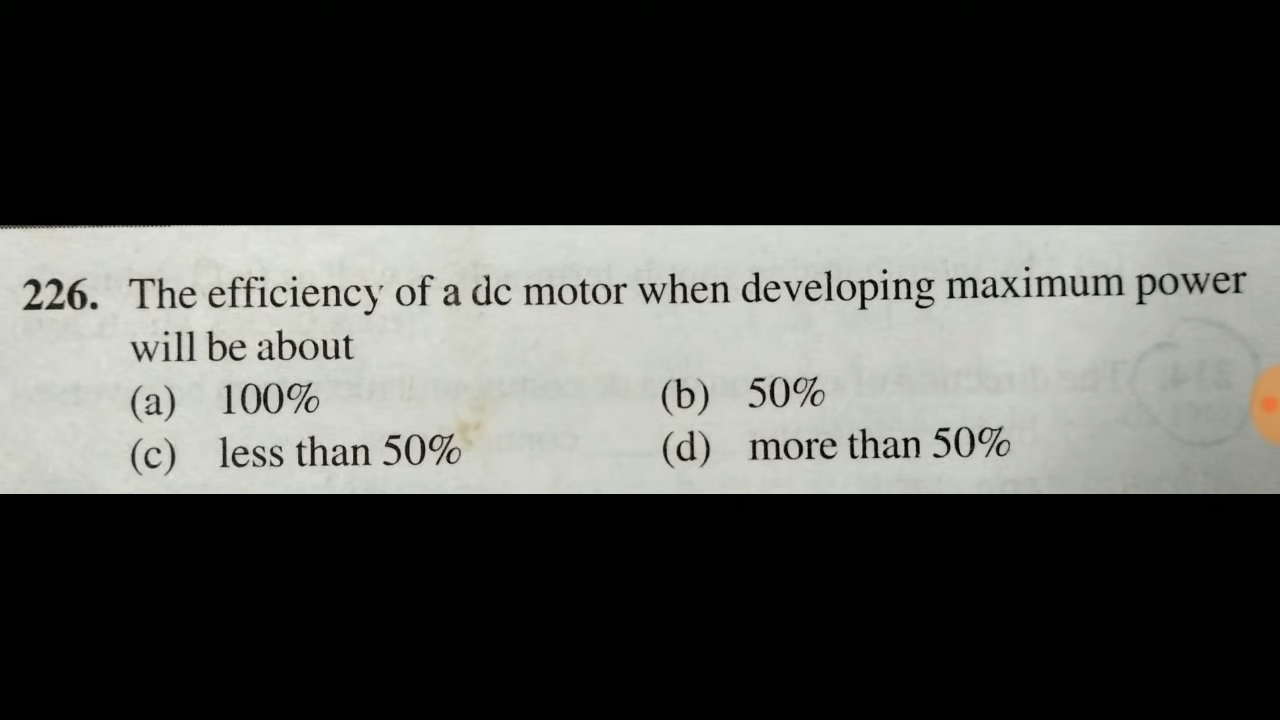 226. The efficiency of a dc motor when developing maximum power
will be about
(a) 100% (b) 50%
(c) less than 50% (d) more than 50%